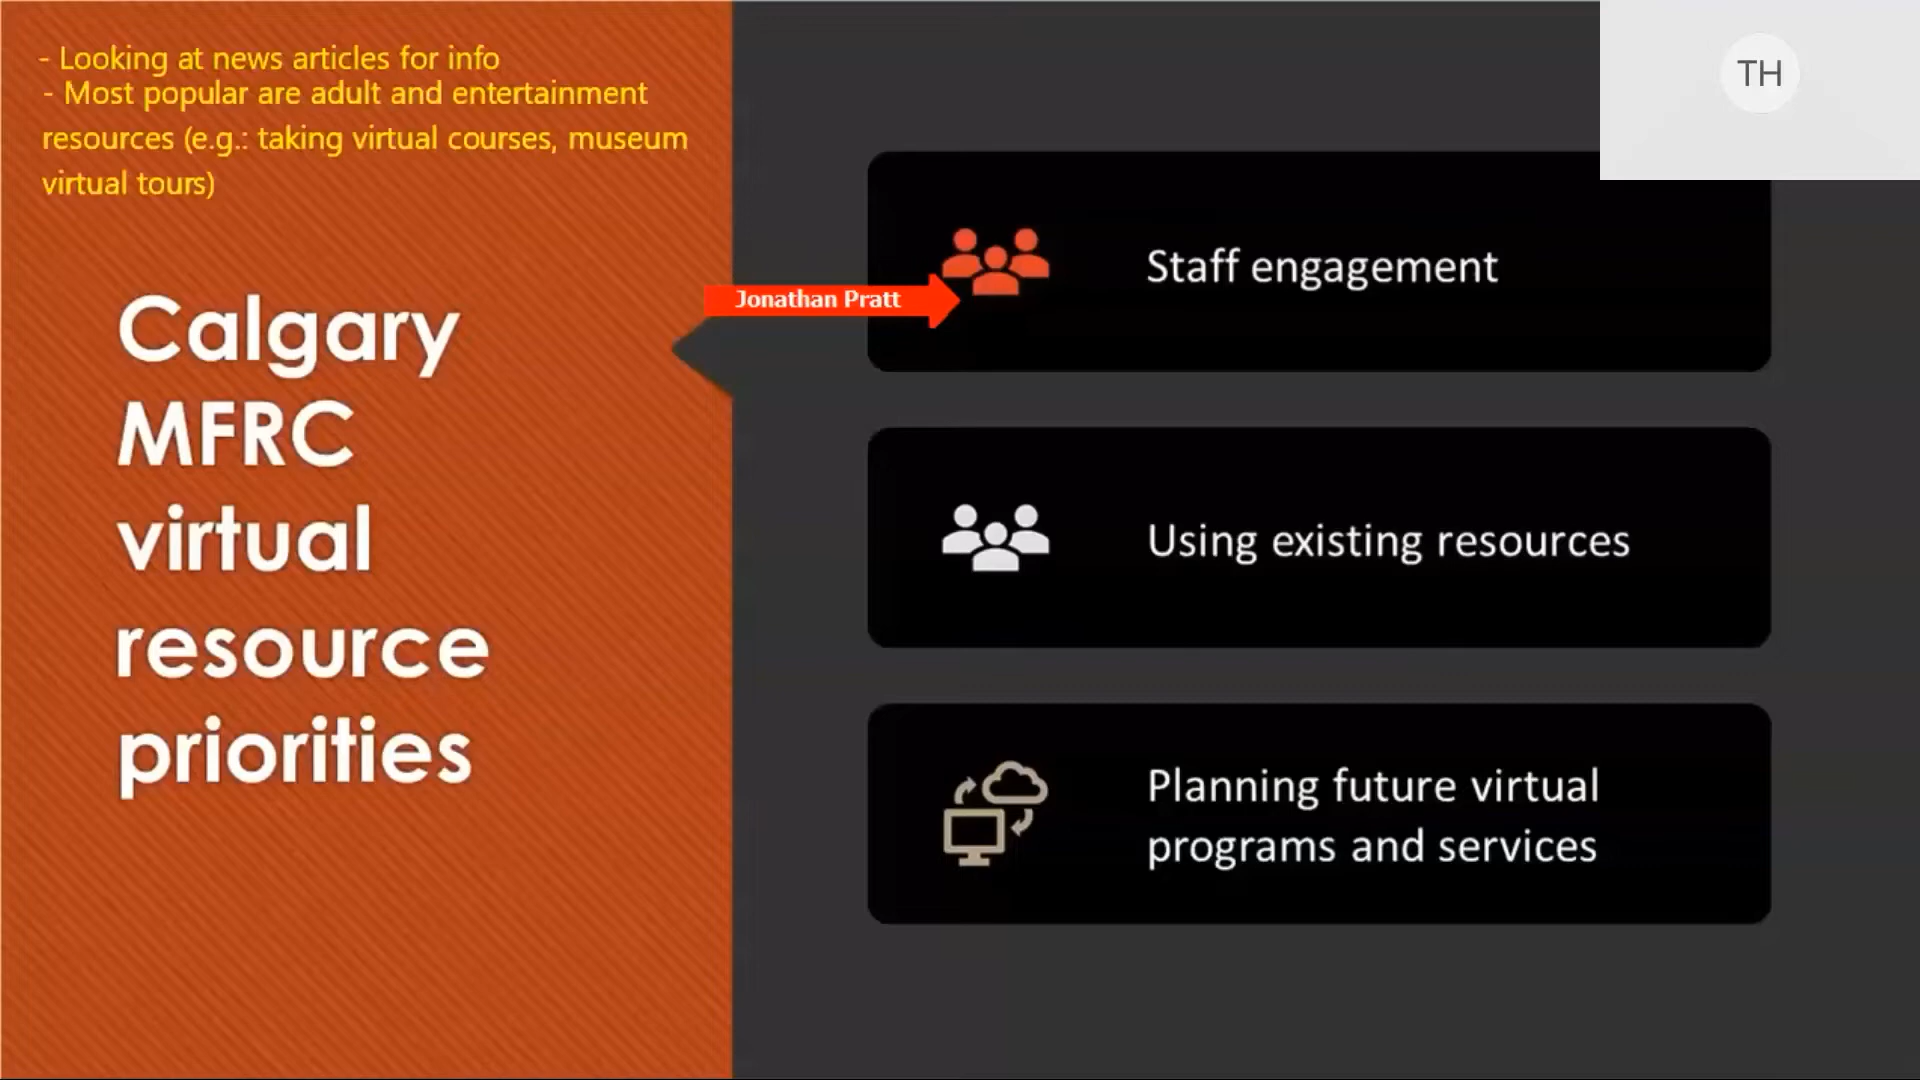 - Looking at news articles for info
- Most popular are adult and entertainment
resources (e.g.: taking virtual courses, museum
virtual tours)
Calgary
MFRC
virtual
resource
priorities
TH
Staff engagement
Jonathan Pratt
Using existing resources
Planning future virtual
programs and services